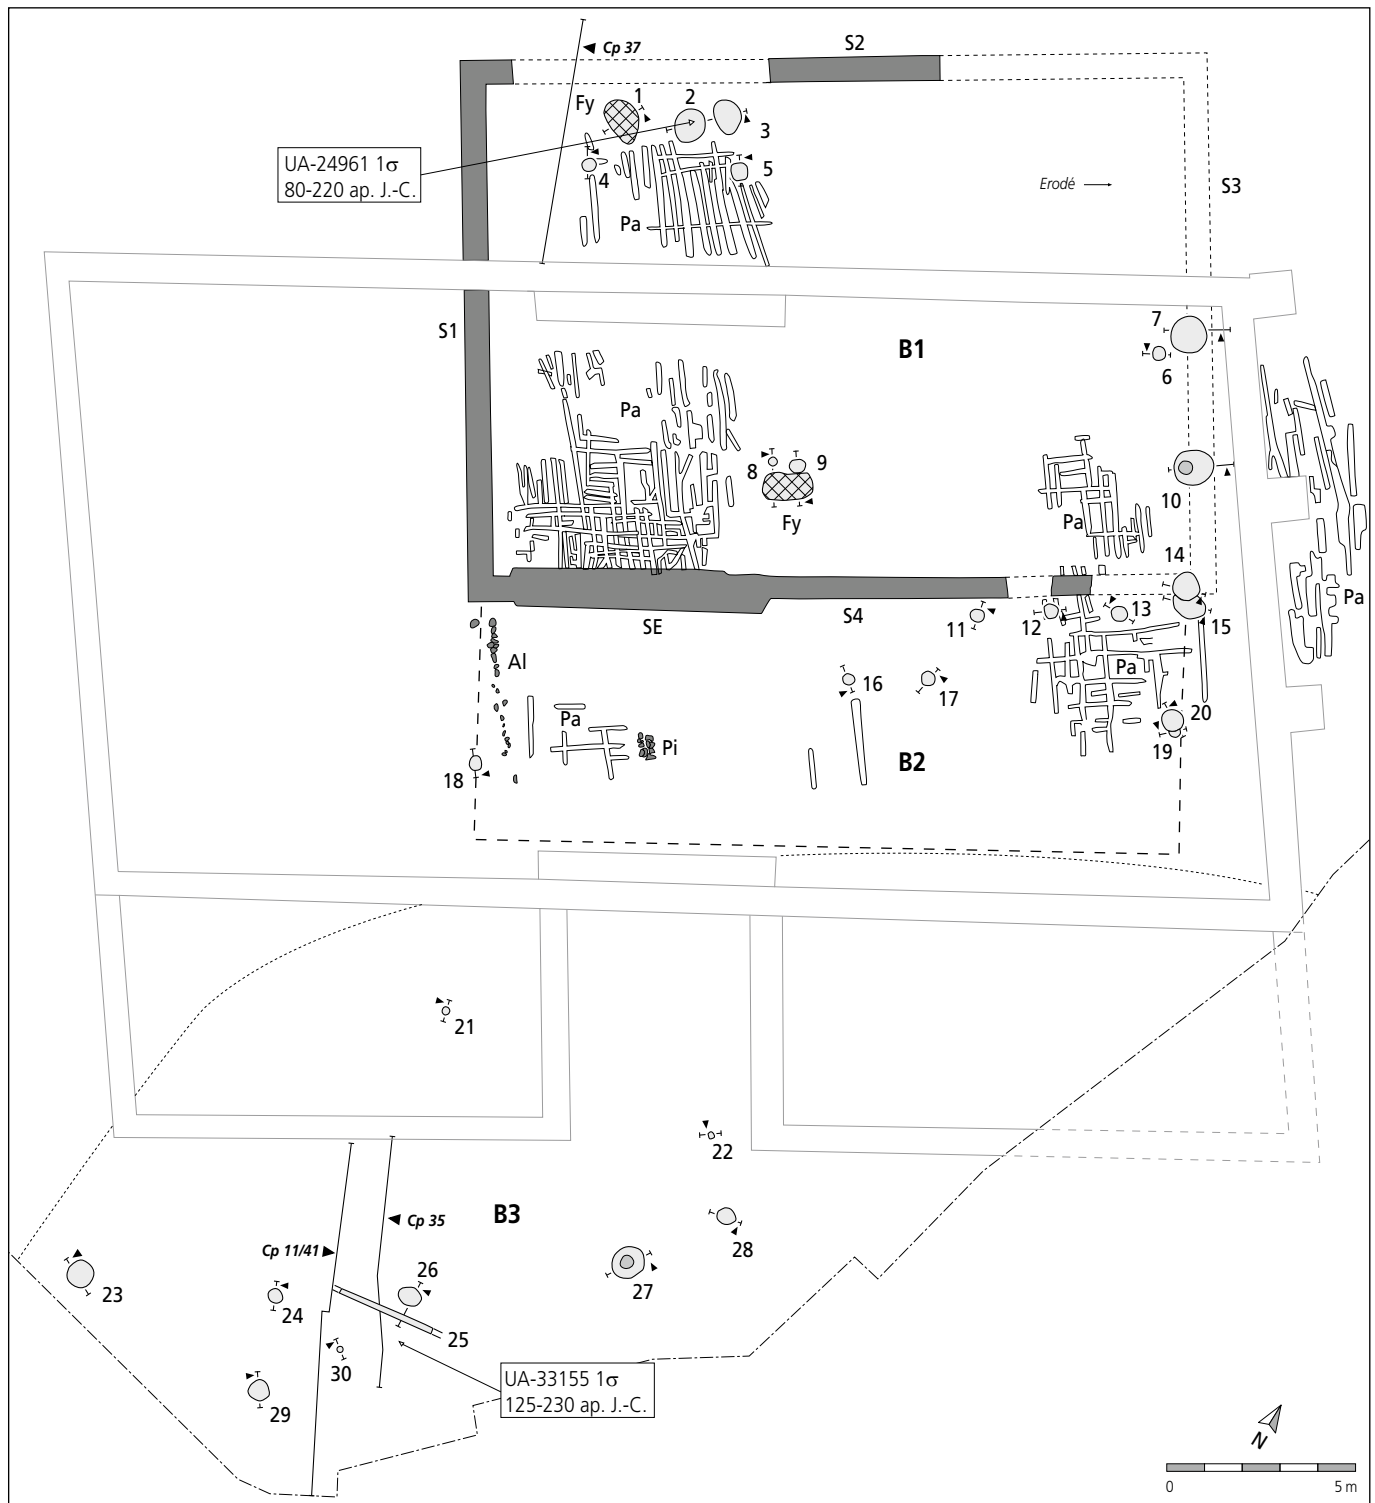 Cp 37
S2
Fy
1
2
3
UA-24961 1σ
80-220 ap. J.-C.
4
5
Erodé
S3
Pa
S1
B1
7
6
Pa
8
9
Fy
10
Pa
14
Pa
SE
S4
11
12
13
15
Al
16
17
Pa
20
Pa
Pi
B2
19
18
21
22
B3
Cp 35
Cp 11/41
28
23
24
26
27
25
30
29
UA-33155 1σ
125-230 ap. J.-C.
N
0
5 m